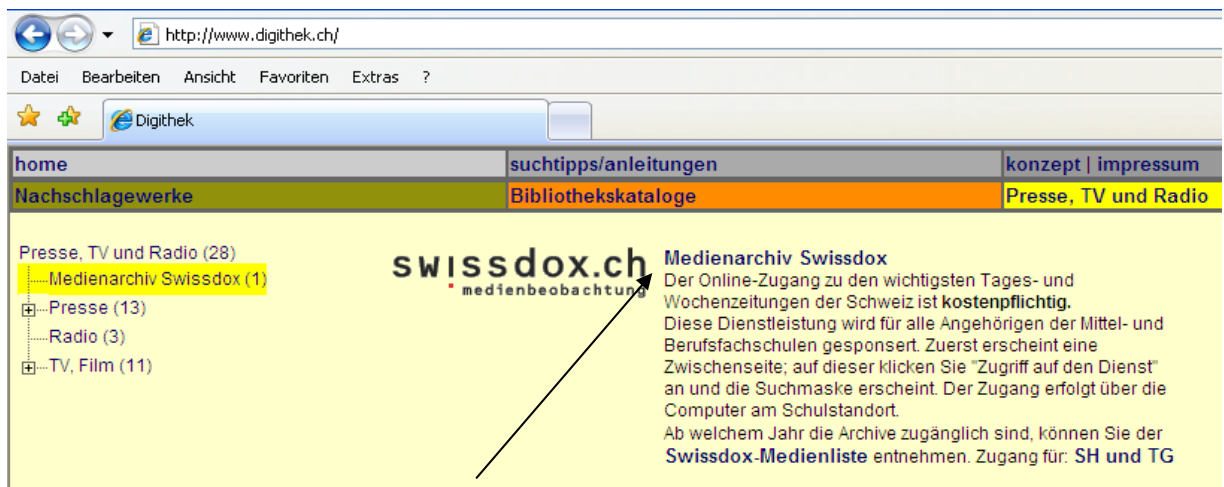 http://www.digithek.ch/
Datei Bearbeiten Ansicht Favoriten Extras ?
Digithek
home suchtipps/anleitungen konzept | impressum
Nachschlagewerke Bibliothekskataloge Presse, TV und Radio
Presse, TV und Radio (28)
Medienarchiv Swissdox (1)
Presse (13)
Radio (3)
TV, Film (11)
swissdox.ch
medienbeobachtung
Medienarchiv Swissdox
Der Online-Zugang zu den wichtigsten Tages- und
Wochenzeitungen der Schweiz ist kostenpflichtig.
Diese Dienstleistung wird für alle Angehörigen der Mittel- und
Berufsfachschulen gesponsert. Zuerst erscheint eine
Zwischenseite; auf dieser klicken Sie "Zugriff auf den Dienst"
an und die Suchmaske erscheint. Der Zugang erfolgt über die
Computer am Schulstandort.
Ab welchem Jahr die Archive zugänglich sind, können Sie der
Swissdox-Medienliste entnehmen. Zugang für: SH und TG